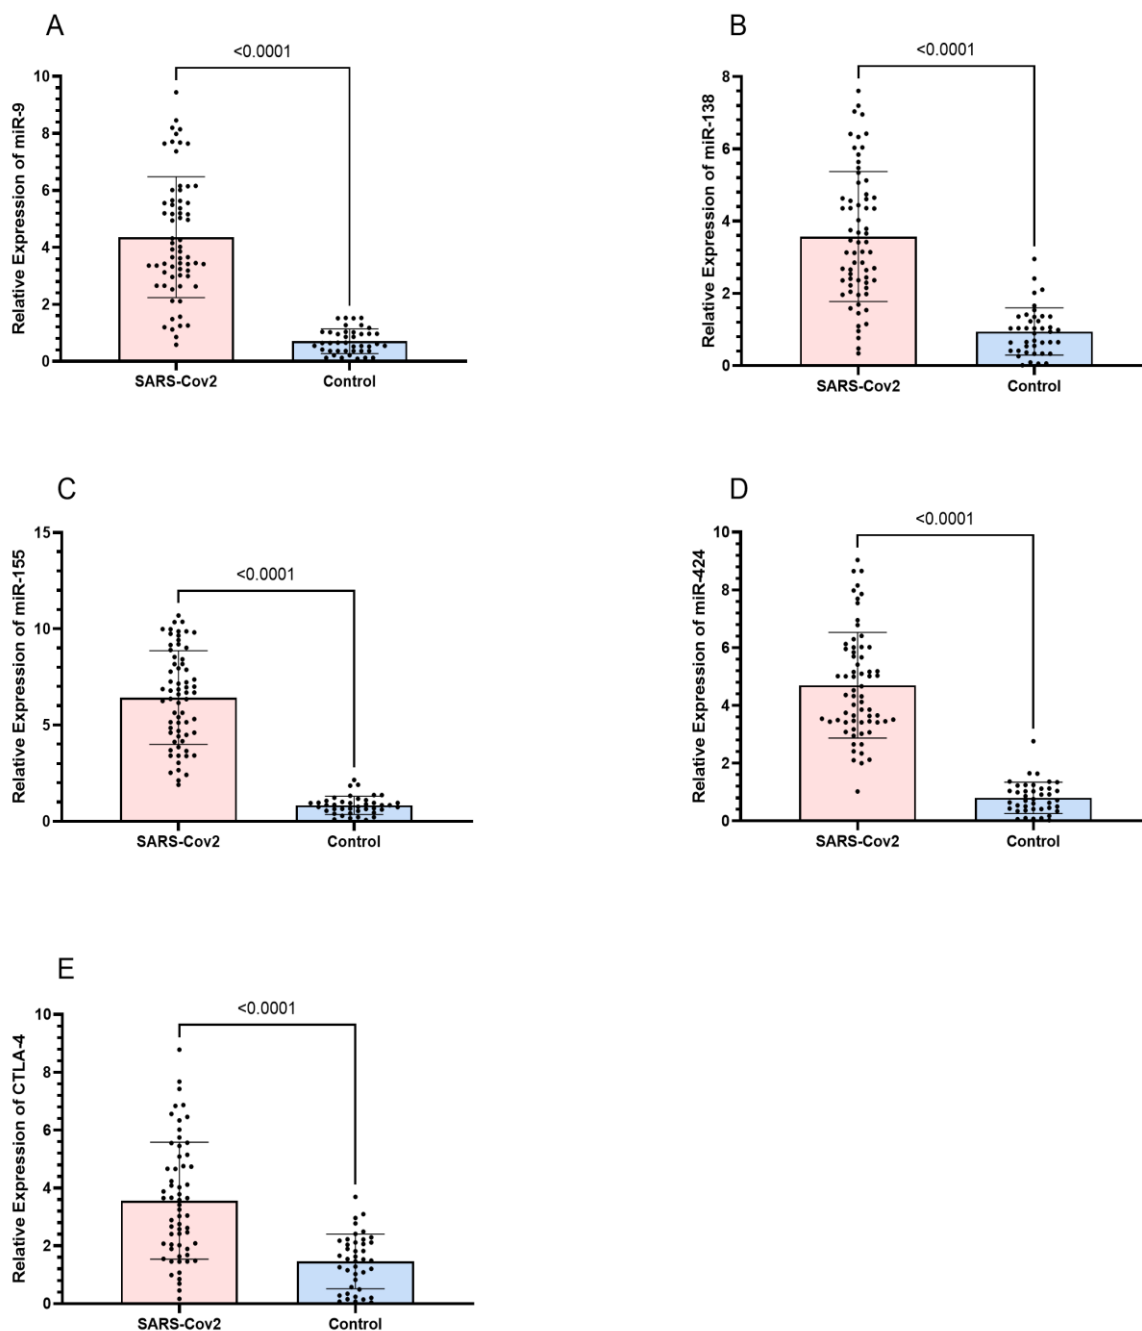 A
<0.0001
Relative Expression of miR-9
10
8
6
4
2
0
SARS-Cov2 Control
B
<0.0001
Relative Expression of miR-138
8
6
4
2
0
SARS-Cov2 Control
C
<0.0001
Relative Expression of miR-155
15
10
5
0
SARS-Cov2 Control
D
<0.0001
Relative Expression of miR-424
10
8
6
4
2
0
SARS-Cov2 Control
E
<0.0001
Relative Expression of CTLA-4
10
8
6
4
2
0
SARS-Cov2 Control